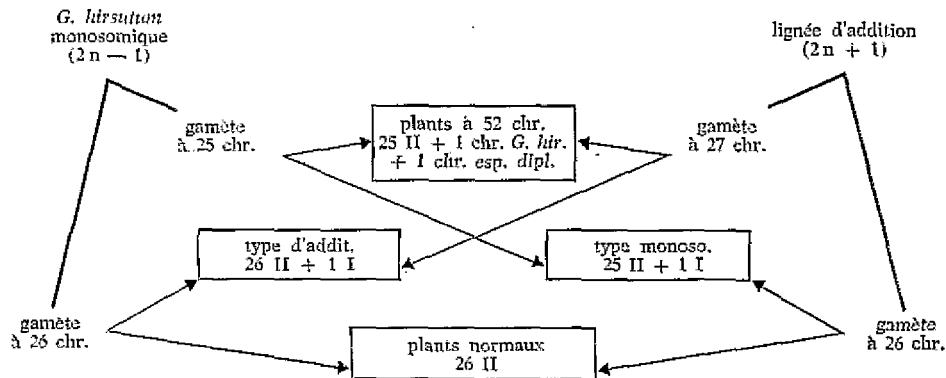 G. hirsutum
monosomique
(2 n — 1)
lignée d'addition
(2 n + 1)
gamète
à 25 chr.
plants à 52 chr.
25 II + 1 chr. G. hir.
+ 1 chr. esp. dipl.
gamète
à 27 chr.
type d'addit.
26 II + 1 I
type monoso.
25 II + 1 I
gamète
à 26 chr.
plants normaux
26 II
gamète
à 26 chr.